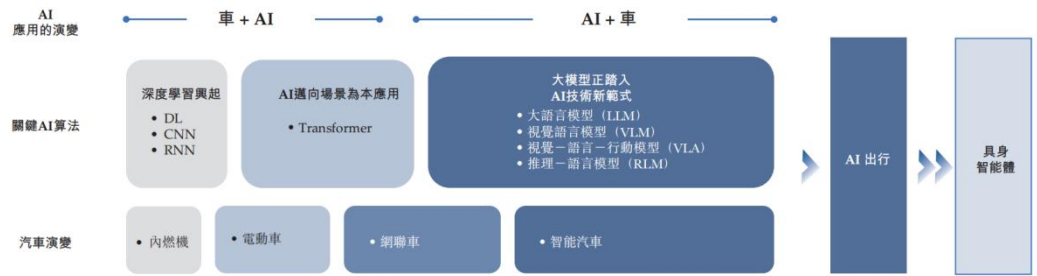 AI
應用的演變
車 + AI
AI + 車
關鍵AI算法
深度學習興起
• DL
• CNN
• RNN
AI邁向場景為本應用
• Transformer
大模型正踏入
AI技術新範式
• 大語言模型（LLM）
• 視覺語言模型（VLM）
• 視覺－語言－行動模型（VLA）
• 推理－語言模型（RLM）
AI 出行
具身
智能體
汽車演變
• 內燃機
• 電動車
• 網聯車
• 智能汽車